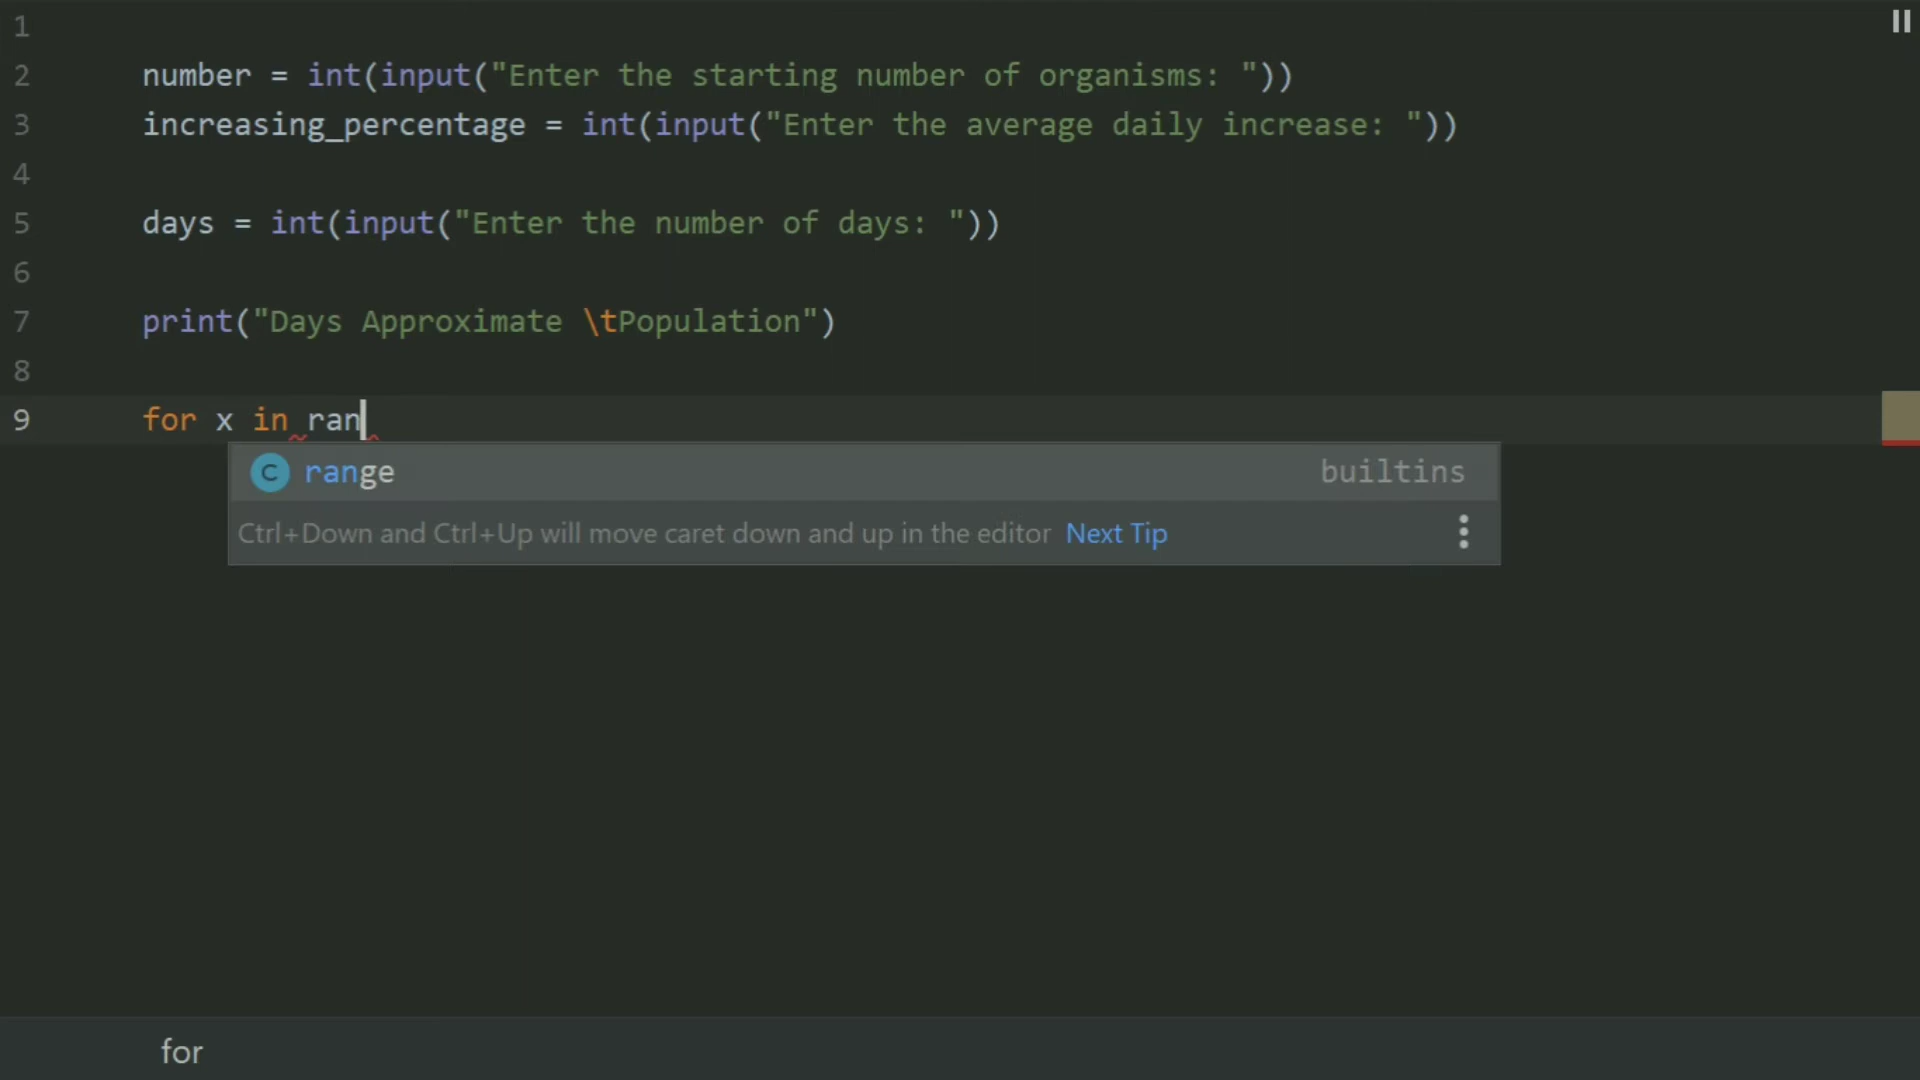 1
2 number = int(input("Enter the starting number of organisms: "))
3 increasing_percentage = int(input("Enter the average daily increase: "))
4
5 days = int(input("Enter the number of days: "))
6
7 print("Days Approximate \tPopulation")
8
9 for x in ran
C range builtins
Ctrl+Down and Ctrl+Up will move caret down and up in the editor Next Tip
for